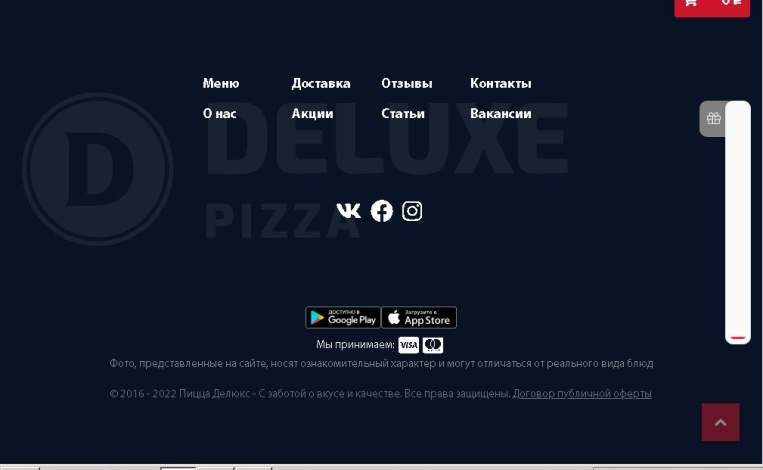 0 ₽
Меню Доставка Отзывы Контакты
О нас Акции Статьи Вакансии
D DELUXE
PIZZA
ДОСТУПНО В
Google Play
Загрузите в
App Store
Мы принимаем: VISA
Фото, представленные на сайте, носят ознакомительный характер и могут отличаться от реального вида блюд
© 2016 - 2022 Пицца Делюкс - С заботой о вкусе и качестве. Все права защищены. Договор публичной оферты